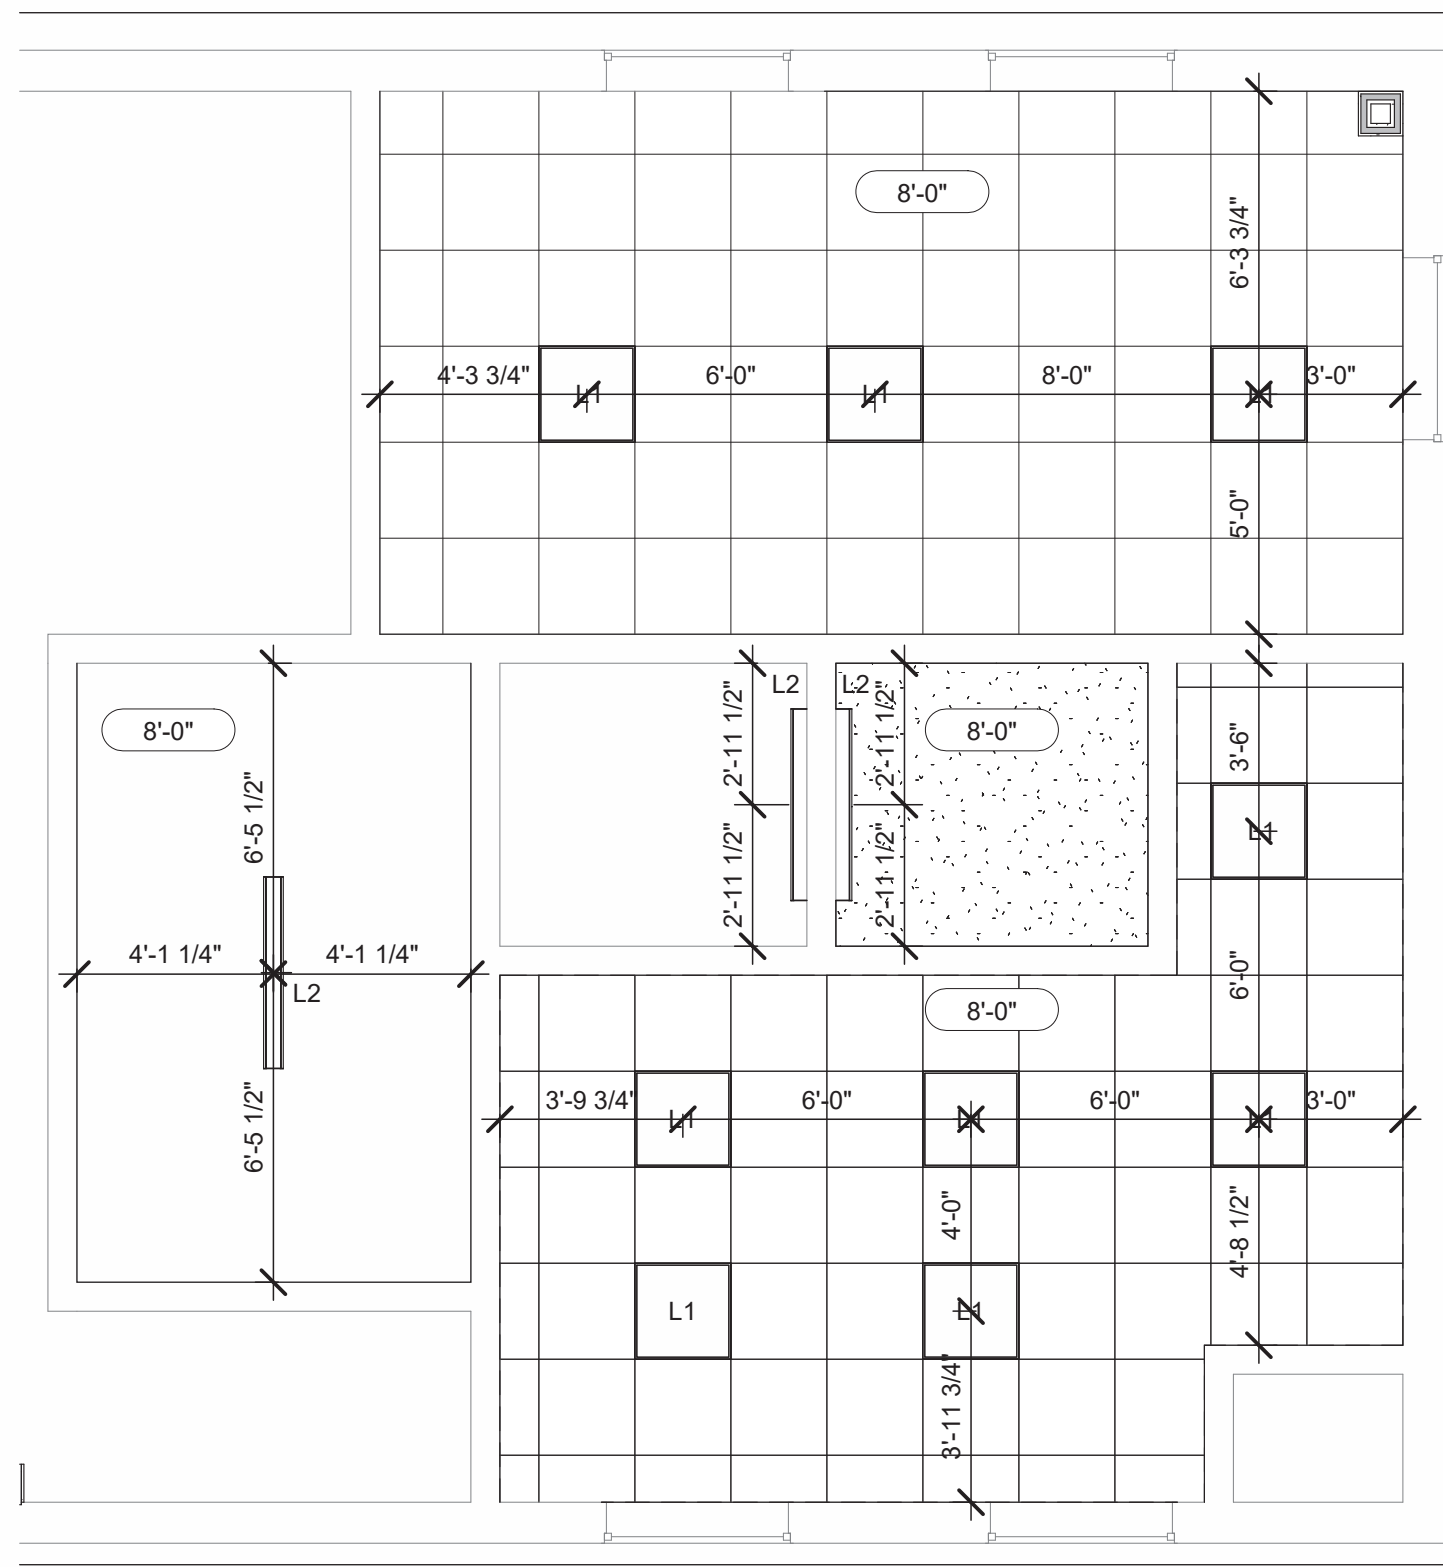 8'-0"
6'-3 3/4"
4'-3 3/4"
6'-0"
8'-0"
3'-0"
L1
L1
L1
5'-0"
L2
L2
2'-11 1/2"
2'-11 1/2"
8'-0"
8'-0"
3'-6"
6'-5 1/2"
L1
2'-11 1/2"
2'-11 1/2"
4'-1 1/4"
4'-1 1/4"
L2
6'-0"
8'-0"
3'-9 3/4"
6'-0"
6'-0"
3'-0"
L1
L1
L1
6'-5 1/2"
4'-0"
4'-8 1/2"
L1
L1
3'-11 3/4"